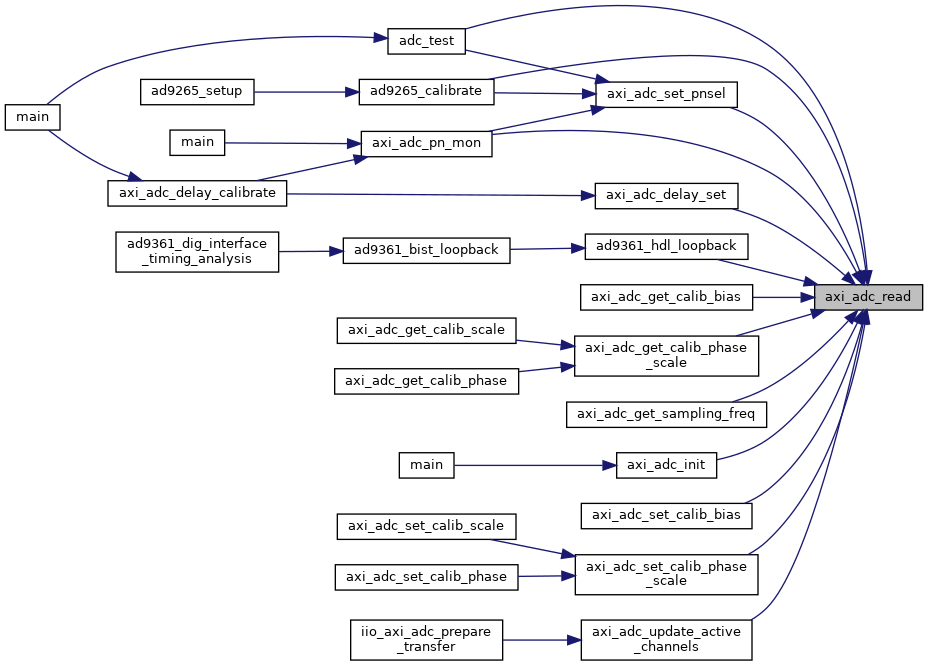 adc_test
ad9265_setup
ad9265_calibrate
axi_adc_set_pnsel
main
main
axi_adc_pn_mon
axi_adc_delay_calibrate
axi_adc_delay_set
ad9361_dig_interface
_timing_analysis
ad9361_bist_loopback
ad9361_hdl_loopback
axi_adc_get_calib_bias
axi_adc_read
axi_adc_get_calib_scale
axi_adc_get_calib_phase
_scale
axi_adc_get_calib_phase
axi_adc_get_sampling_freq
main
axi_adc_init
axi_adc_set_calib_bias
axi_adc_set_calib_scale
axi_adc_set_calib_phase
_scale
axi_adc_set_calib_phase
iio_axi_adc_prepare
_transfer
axi_adc_update_active
_channels